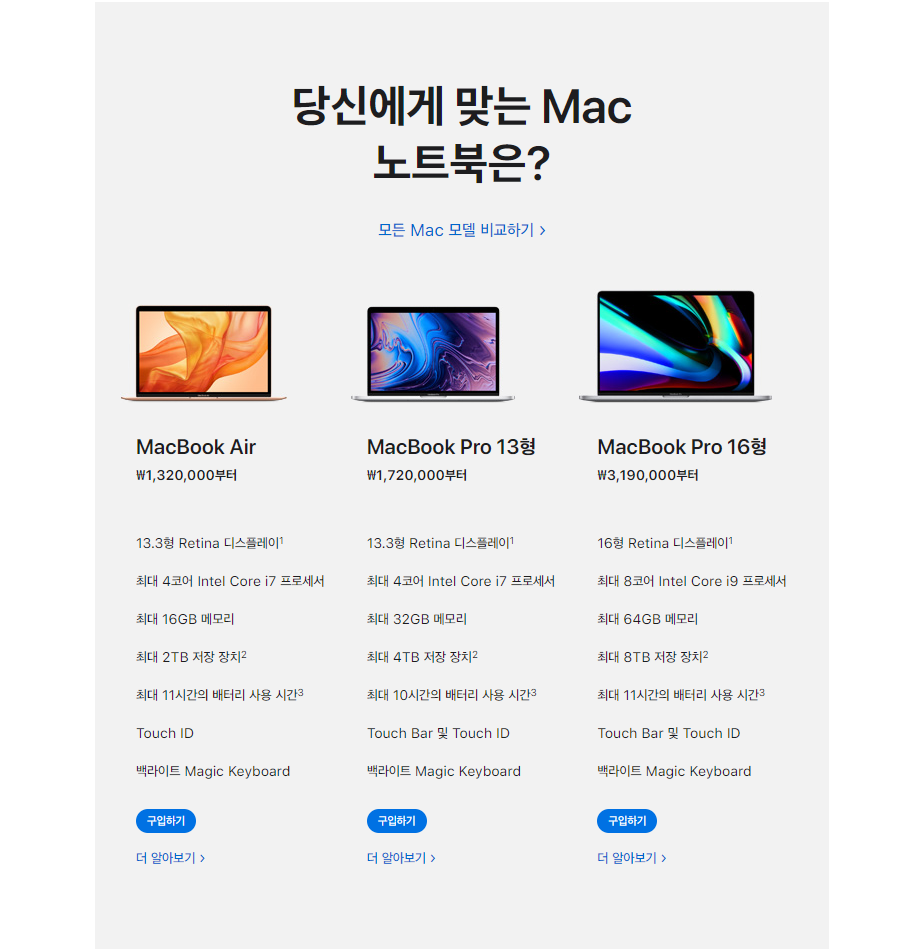 당신에게 맞는 Mac
노트북은?
모든 Mac 모델 비교하기 >
MacBook Air
₩1,320,000부터
13.3형 Retina 디스플레이1
최대 4코어 Intel Core i7 프로세서
최대 16GB 메모리
최대 2TB 저장 장치2
최대 11시간의 배터리 사용 시간3
Touch ID
백라이트 Magic Keyboard
구입하기
더 알아보기 >
MacBook Pro 13형
₩1,720,000부터
13.3형 Retina 디스플레이1
최대 4코어 Intel Core i7 프로세서
최대 32GB 메모리
최대 4TB 저장 장치2
최대 10시간의 배터리 사용 시간3
Touch Bar 및 Touch ID
백라이트 Magic Keyboard
구입하기
더 알아보기 >
MacBook Pro 16형
₩3,190,000부터
16형 Retina 디스플레이1
최대 8코어 Intel Core i9 프로세서
최대 64GB 메모리
최대 8TB 저장 장치2
최대 11시간의 배터리 사용 시간3
Touch Bar 및 Touch ID
백라이트 Magic Keyboard
구입하기
더 알아보기 >